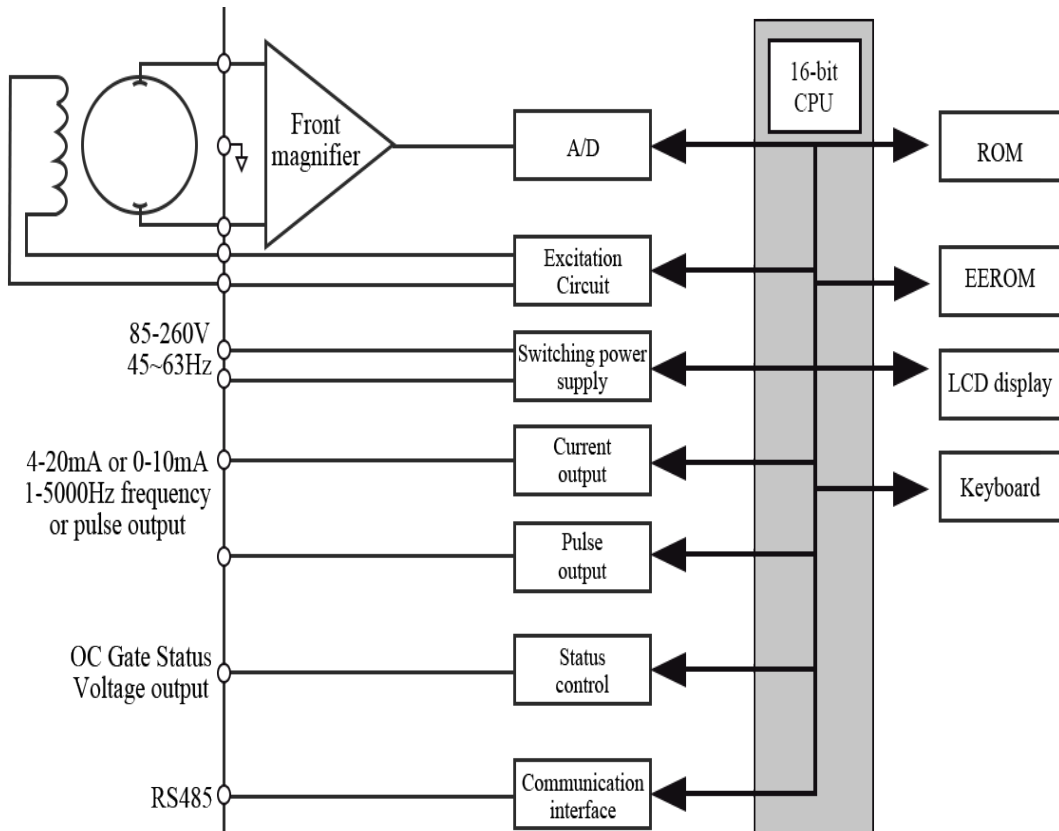 16-bit
CPU
Front
magnifier
A/D
ROM
Excitation
Circuit
EEROM
85-260V
45~63Hz
Switching power
supply
LCD display
4-20mA or 0-10mA
1-5000Hz frequency
or pulse output
Current
output
Keyboard
Pulse
output
OC Gate Status
Voltage output
Status
control
RS485
Communication
interface